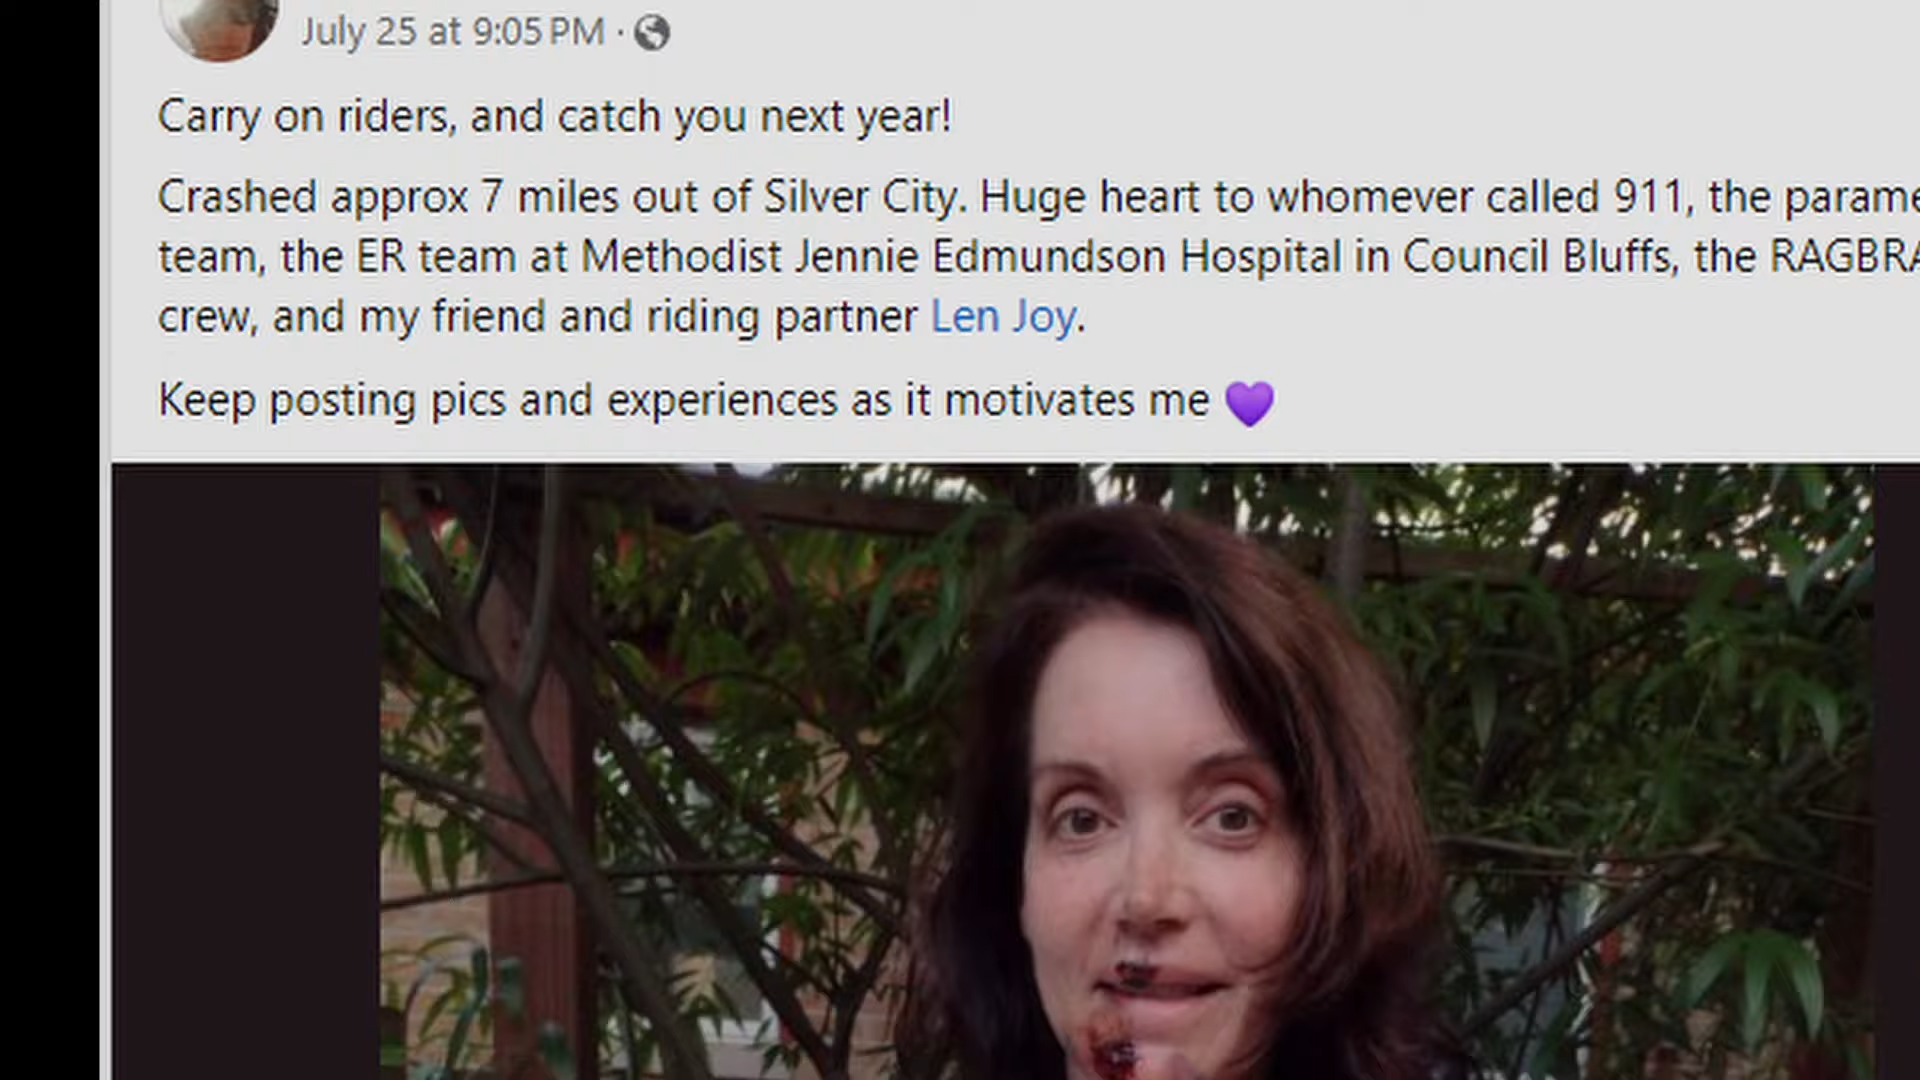 July 25 at 9:05 PM ·
Carry on riders, and catch you next year!
Crashed approx 7 miles out of Silver City. Huge heart to whomever called 911, the parame
team, the ER team at Methodist Jennie Edmundson Hospital in Council Bluffs, the RAGBRA
crew, and my friend and riding partner Len Joy.
Keep posting pics and experiences as it motivates me 💜